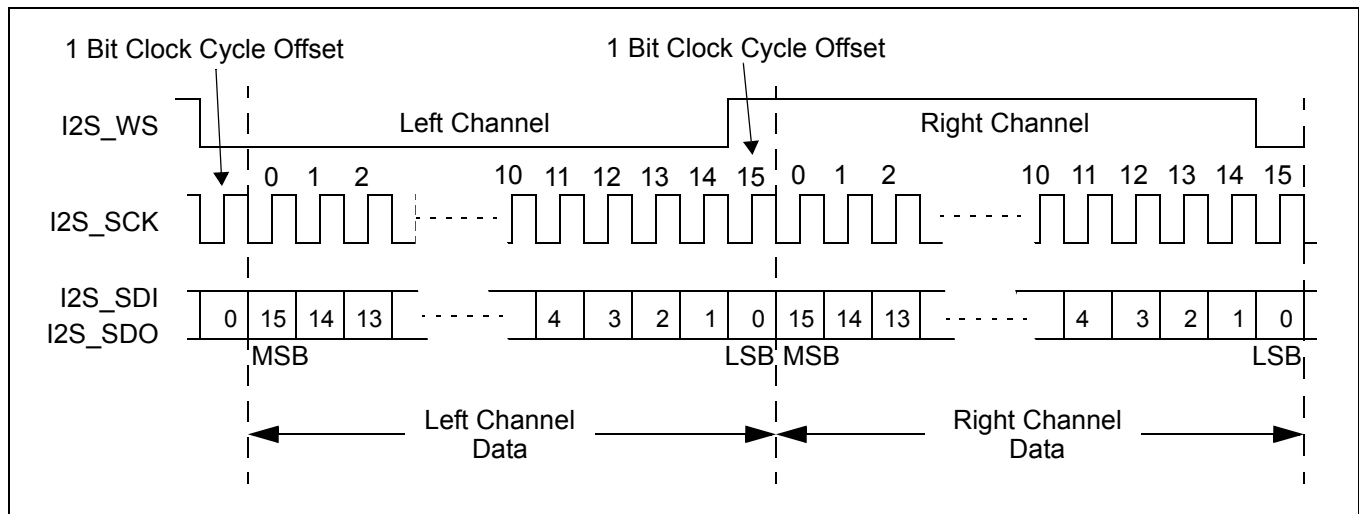 1 Bit Clock Cycle Offset 1 Bit Clock Cycle Offset
I2S_WS Left Channel Right Channel
0 1 2 10 11 12 13 14 15 0 1 2 10 11 12 13 14 15
I2S_SCK
I2S_SDI
0 15 14 13 4 3 2 1 0 15 14 13 4 3 2 1 0
I2S_SDO
MSB LSB MSB LSB
Left Channel Right Channel
Data Data